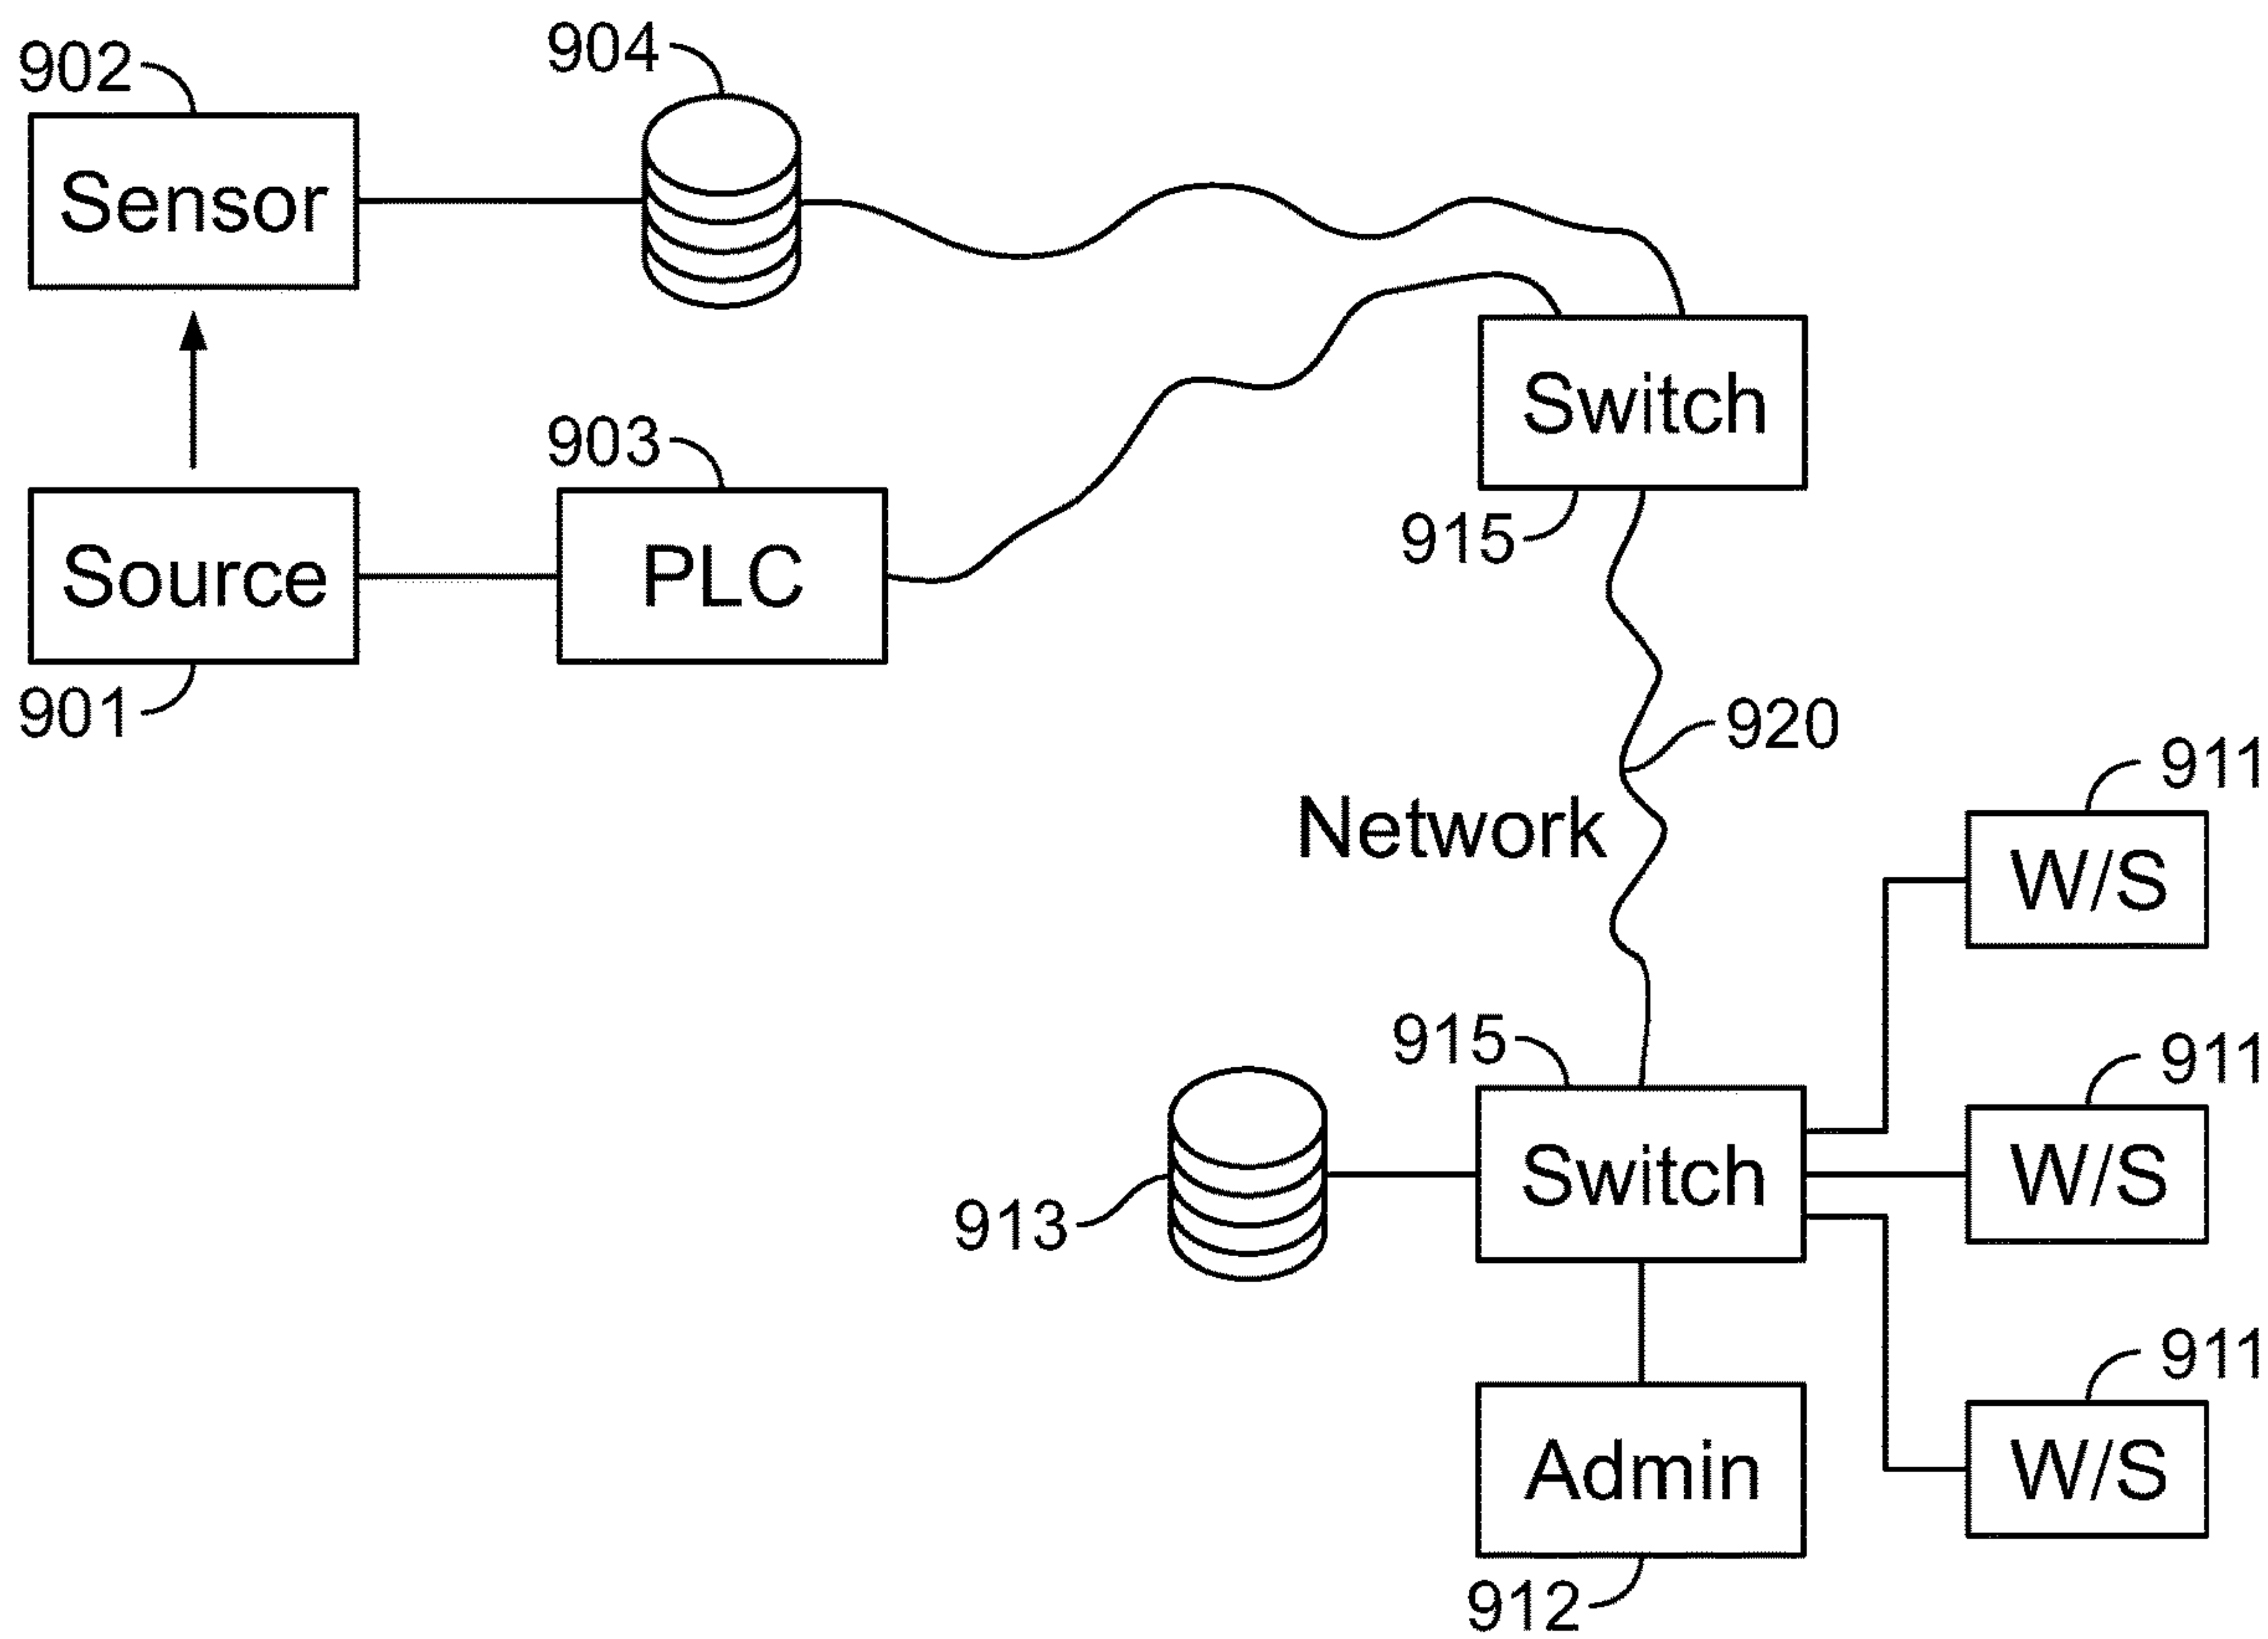 902
904
Sensor
903
Switch
915
Source
PLC
901
920
Network
911
W/S
915
911
Switch
W/S
913
911
Admin
W/S
912